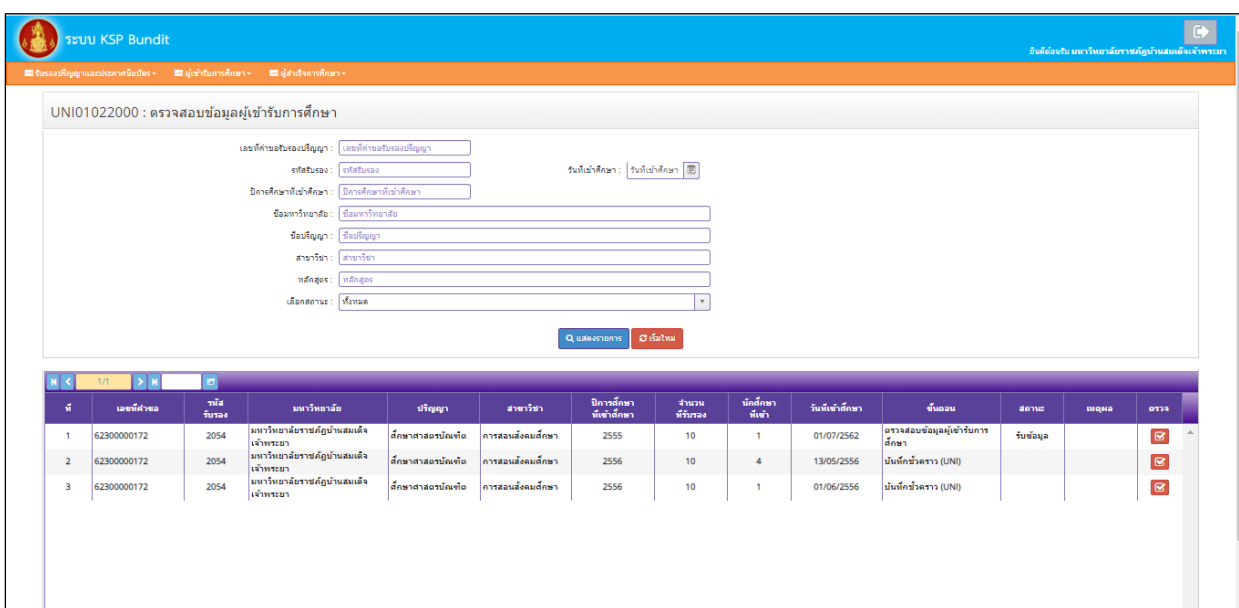 ระบบ KSP Bundit
ยินดีต้อนรับ มหาวิทยาลัยราชภัฏบ้านสมเด็จเจ้าพระยา
รับรองปริญญาและประกาศนียบัตร ผู้เข้ารับการศึกษา ผู้สำเร็จการศึกษา
UNI01022000 : ตรวจสอบข้อมูลผู้เข้ารับการศึกษา
เลขที่คำขอรับรองปริญญา : เลขที่คำขอรับรองปริญญา
รหัสรับรอง : รหัสรับรอง วันที่เข้าศึกษา : วันที่เข้าศึกษา
ปีการศึกษาที่เข้าศึกษา : ปีการศึกษาที่เข้าศึกษา
ชื่อมหาวิทยาลัย : ชื่อมหาวิทยาลัย
ชื่อปริญญา : ชื่อปริญญา
สาขาวิชา : สาขาวิชา
หลักสูตร : หลักสูตร
เลือกสถานะ : ทั้งหมด
แสดงรายการ เริ่มใหม่
1/1
ที่ เลขที่คำขอ รหัสรับรอง มหาวิทยาลัย ปริญญา สาขาวิชา ปีการศึกษาที่เข้าศึกษา จำนวนที่รับรอง นักศึกษาที่เข้า วันที่เข้าศึกษา ขั้นตอน สถานะ เหตุผล ตรวจ
1 62300000172 2054 มหาวิทยาลัยราชภัฏบ้านสมเด็จเจ้าพระยา ศึกษาศาสตรบัณฑิต การสอนสังคมศึกษา 2555 10 1 01/07/2562 ตรวจสอบข้อมูลผู้เข้ารับการศึกษา รับข้อมูล
2 62300000172 2054 มหาวิทยาลัยราชภัฏบ้านสมเด็จเจ้าพระยา ศึกษาศาสตรบัณฑิต การสอนสังคมศึกษา 2556 10 4 13/05/2556 บันทึกชั่วคราว (UNI)
3 62300000172 2054 มหาวิทยาลัยราชภัฏบ้านสมเด็จเจ้าพระยา ศึกษาศาสตรบัณฑิต การสอนสังคมศึกษา 2556 10 1 01/06/2556 บันทึกชั่วคราว (UNI)